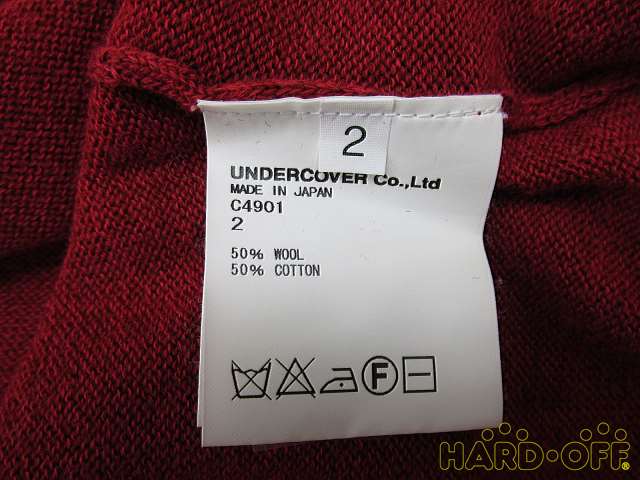 2
UNDERCOVER Co.,Ltd
MADE IN JAPAN
C4901
2
50% WOOL
50% COTTON
F
HARD·OFF